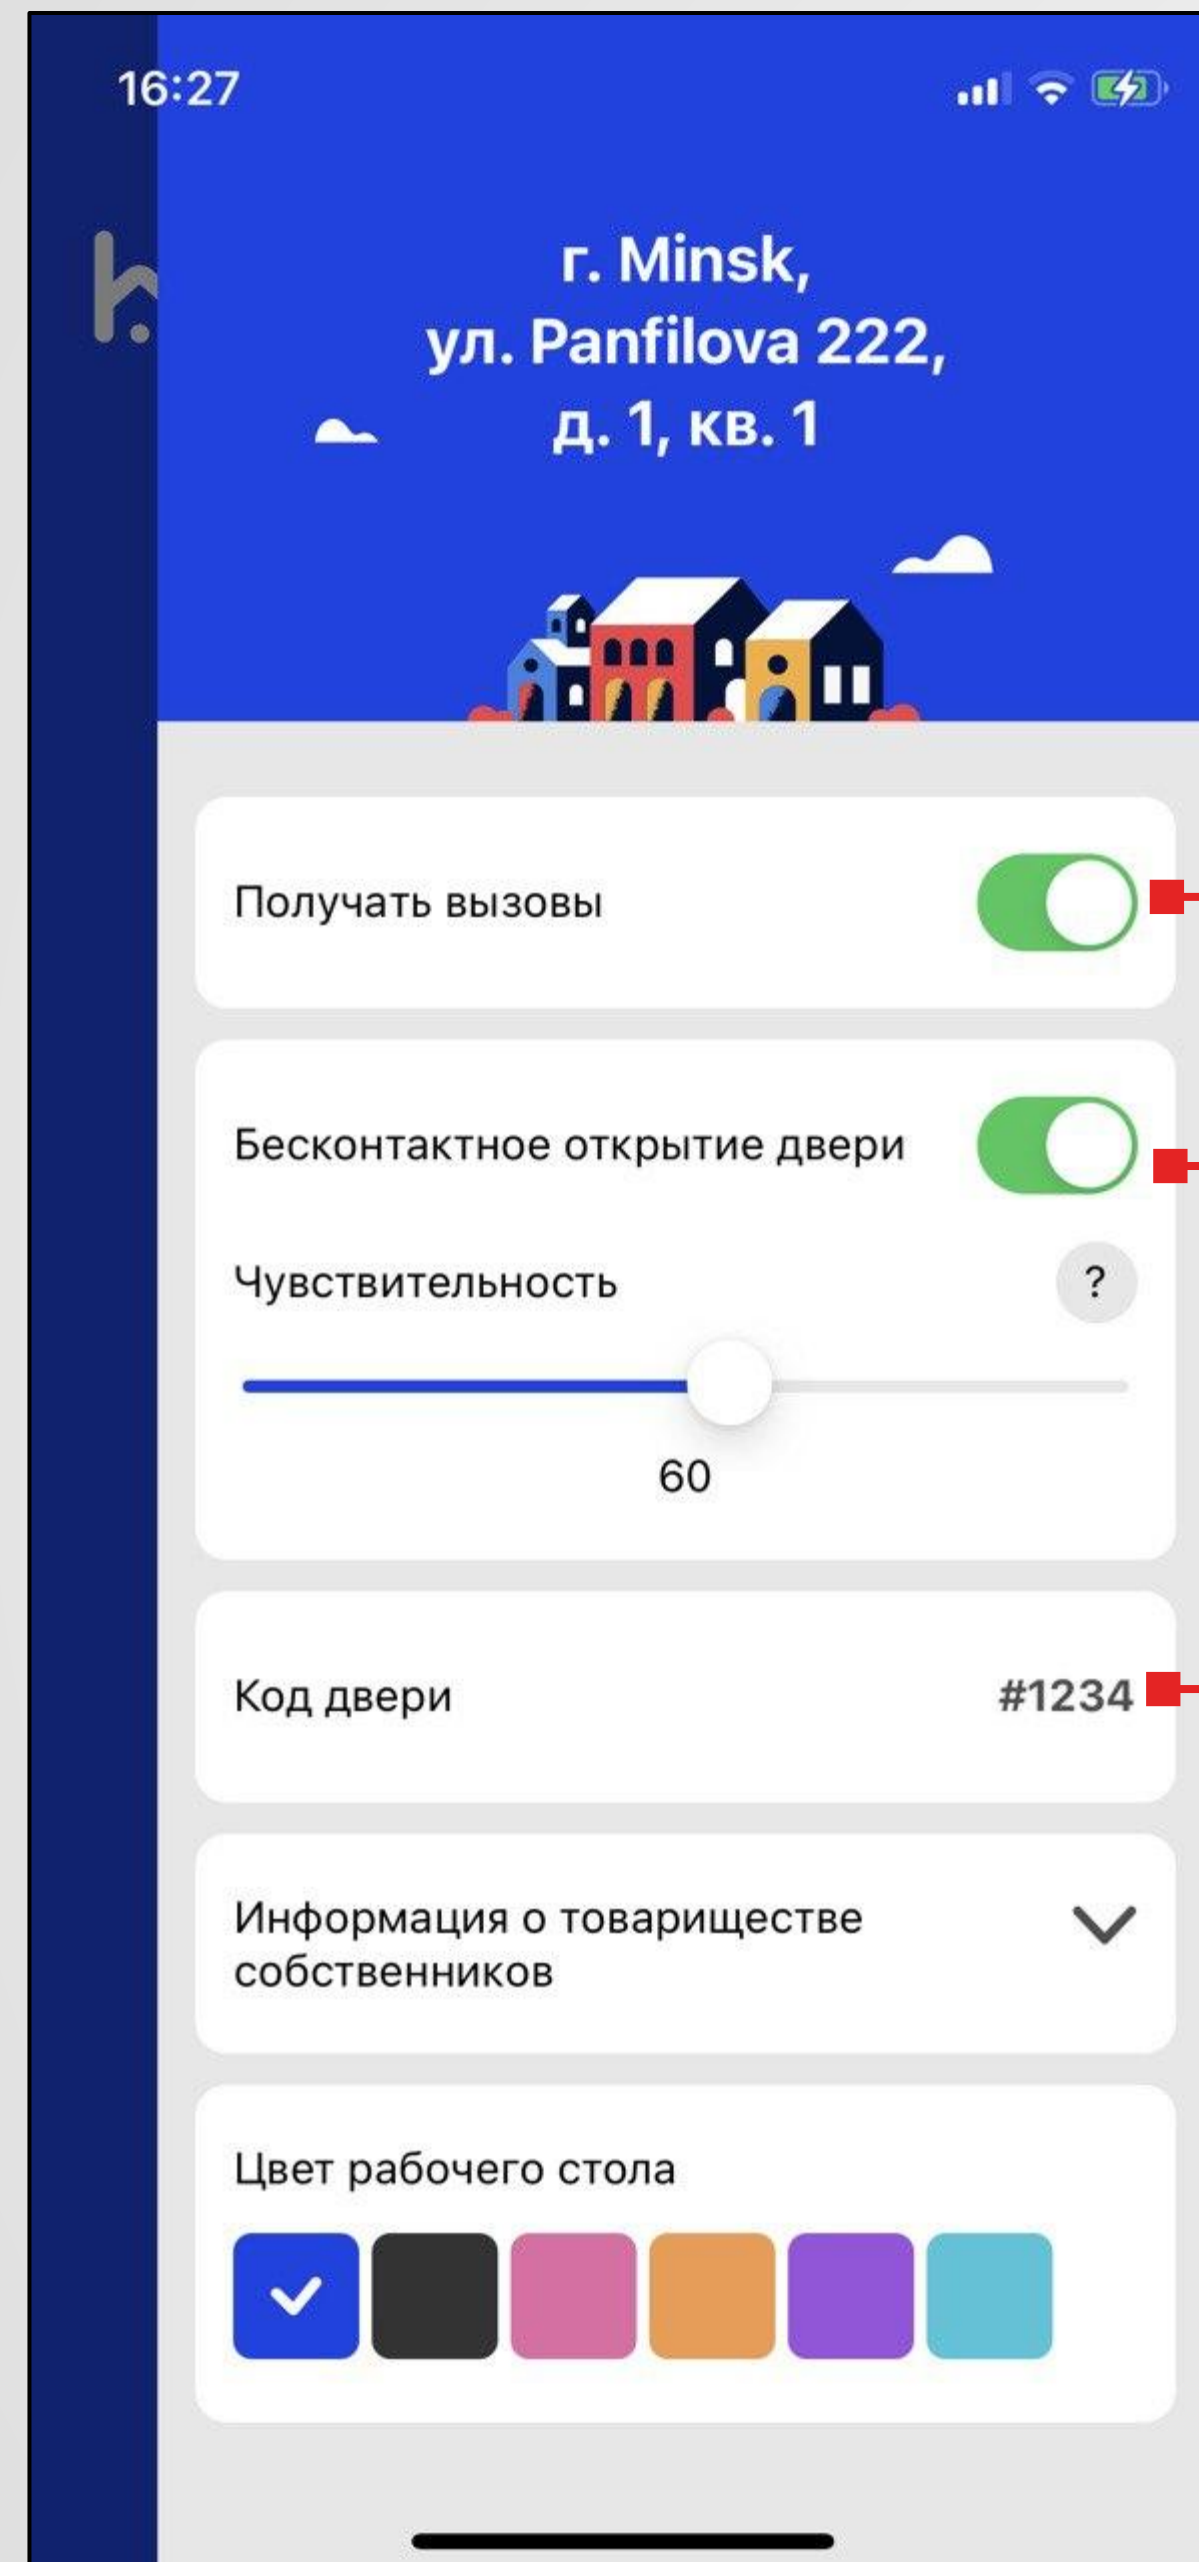 16:27
г. Minsk,
ул. Panfilova 222,
д. 1, кв. 1
Получать вызовы
Бесконтактное открытие двери
Чувствительность ?
60
Код двери #1234
Информация о товариществе
собственников
Цвет рабочего стола